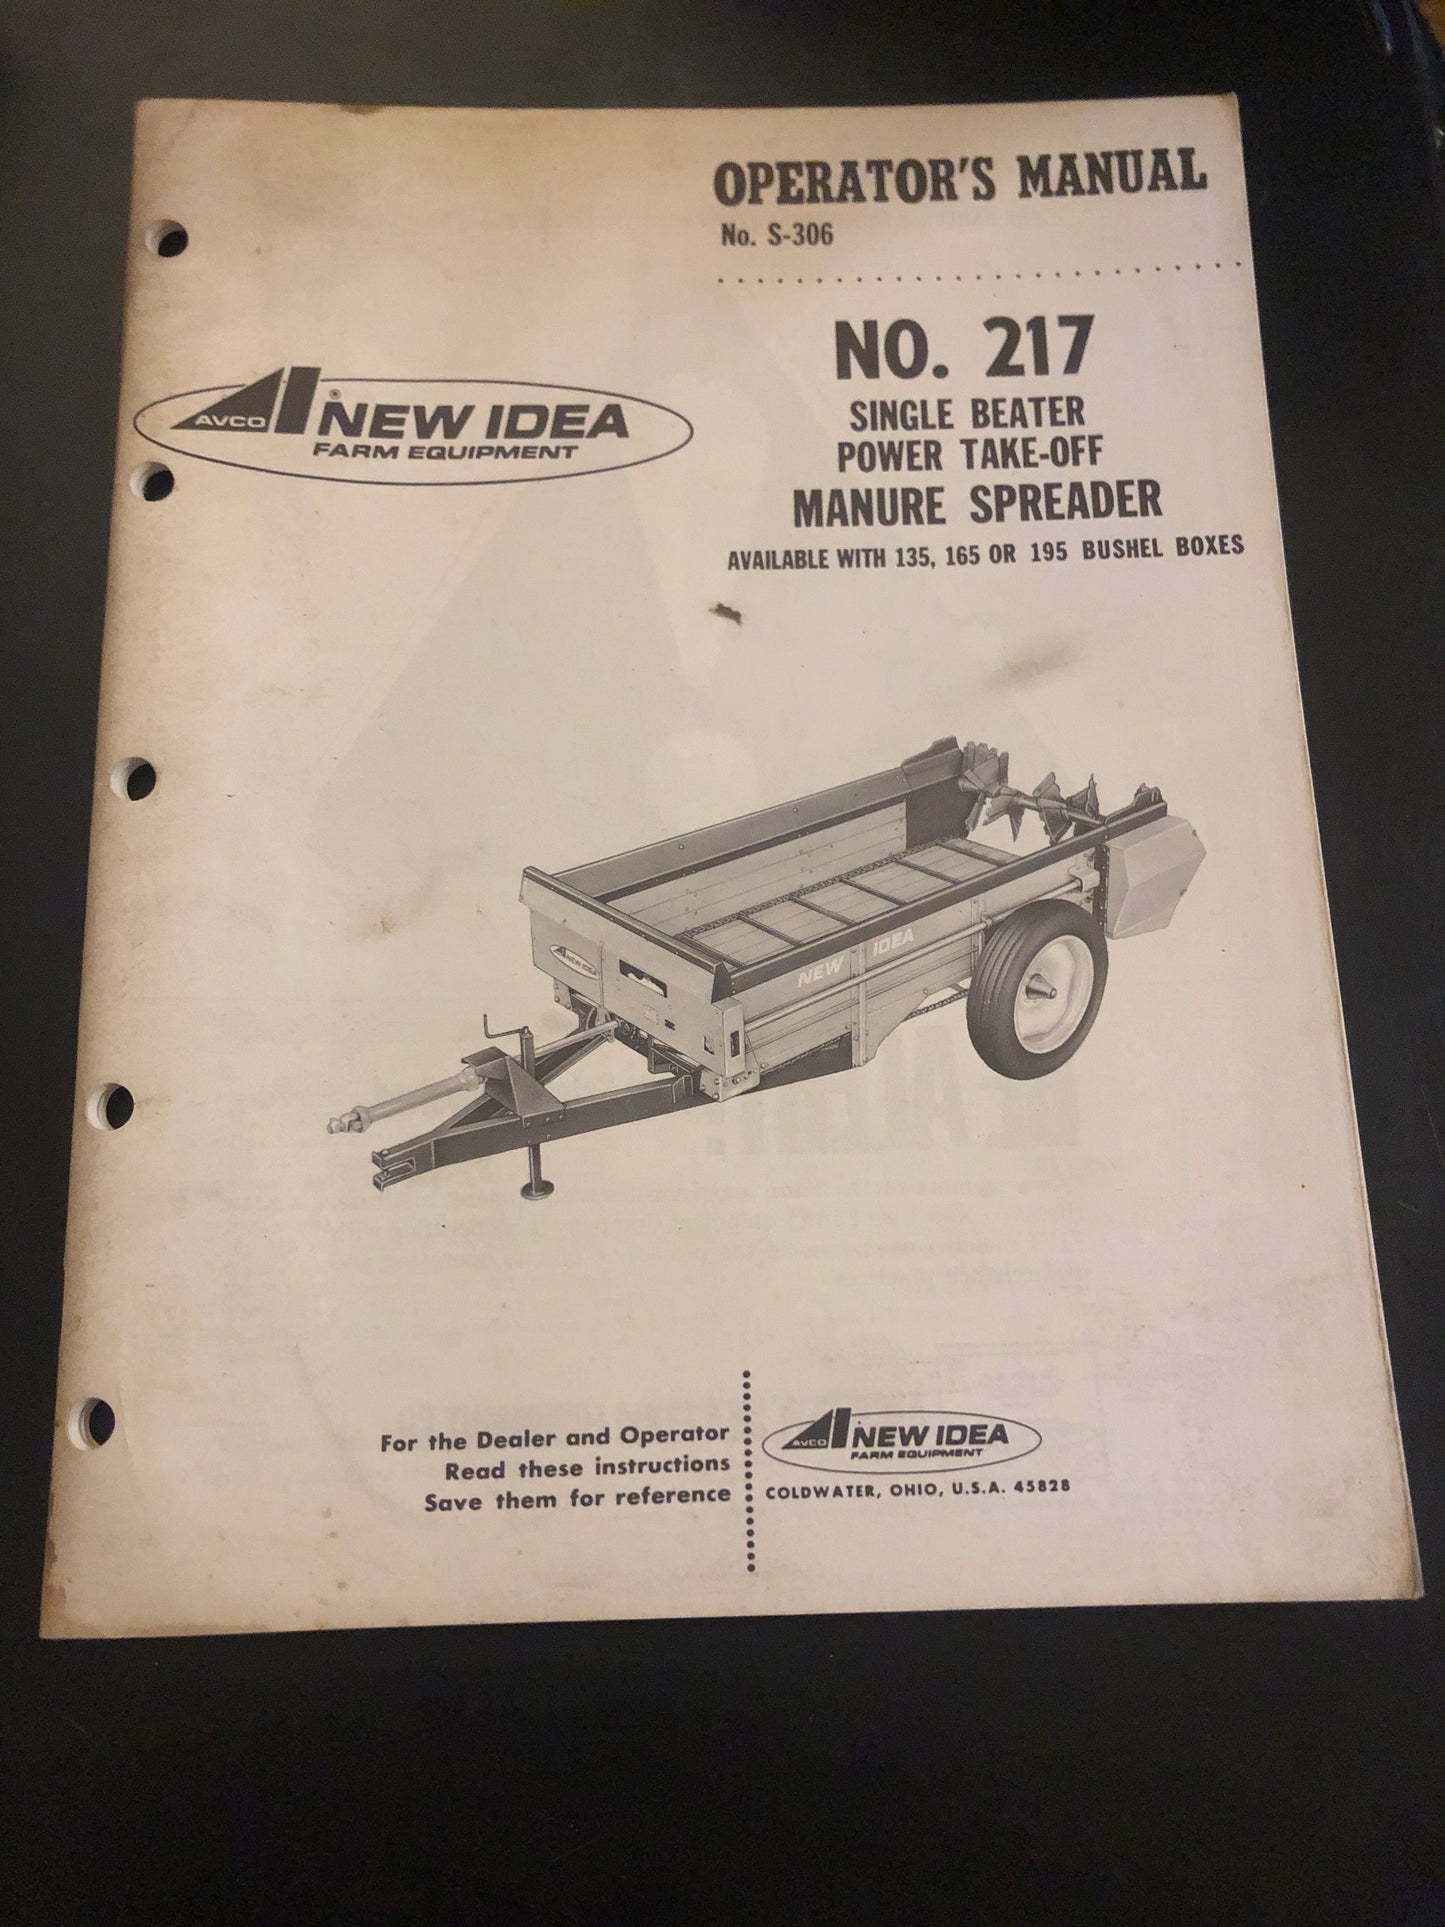 OPERATOR'S MANUAL
No. S-306
NO. 217
SINGLE BEATER
POWER TAKE-OFF
MANURE SPREADER
AVAILABLE WITH 135, 165 OR 195 BUSHEL BOXES
AVCO ® NEW IDEA
FARM EQUIPMENT
NEW IDEA
NEW IDEA
For the Dealer and Operator
Read these instructions
Save them for reference
AVCO NEW IDEA
FARM EQUIPMENT
COLDWATER, OHIO, U.S.A. 45828